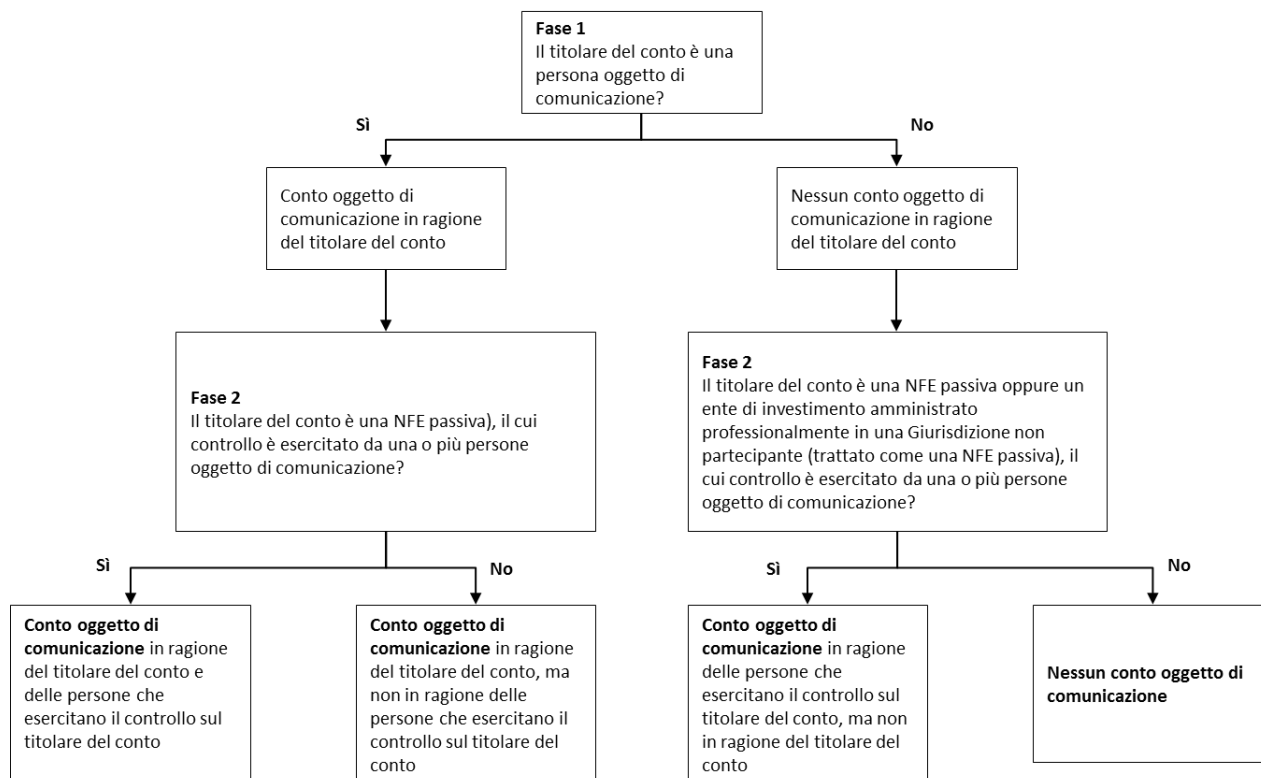 Fase 1
Il titolare del conto è una
persona oggetto di
comunicazione?
Sì
No
Conto oggetto di
comunicazione in ragione
del titolare del conto
Nessun conto oggetto di
comunicazione in ragione
del titolare del conto
Fase 2
Il titolare del conto è una NFE passiva), il cui
controllo è esercitato da una o più persone
oggetto di comunicazione?
Fase 2
Il titolare del conto è una NFE passiva oppure un
ente di investimento amministrato
professionalmente in una Giurisdizione non
partecipante (trattato come una NFE passiva), il
cui controllo è esercitato da una o più persone
oggetto di comunicazione?
Sì
No
Sì
No
Conto oggetto di
comunicazione in ragione
del titolare del conto e
delle persone che
esercitano il controllo sul
titolare del conto
Conto oggetto di
comunicazione in ragione
del titolare del conto, ma
non in ragione delle
persone che esercitano il
controllo sul titolare del
conto
Conto oggetto di
comunicazione in ragione
delle persone che
esercitano il controllo sul
titolare del conto, ma non
in ragione del titolare del
conto
Nessun conto oggetto di
comunicazione